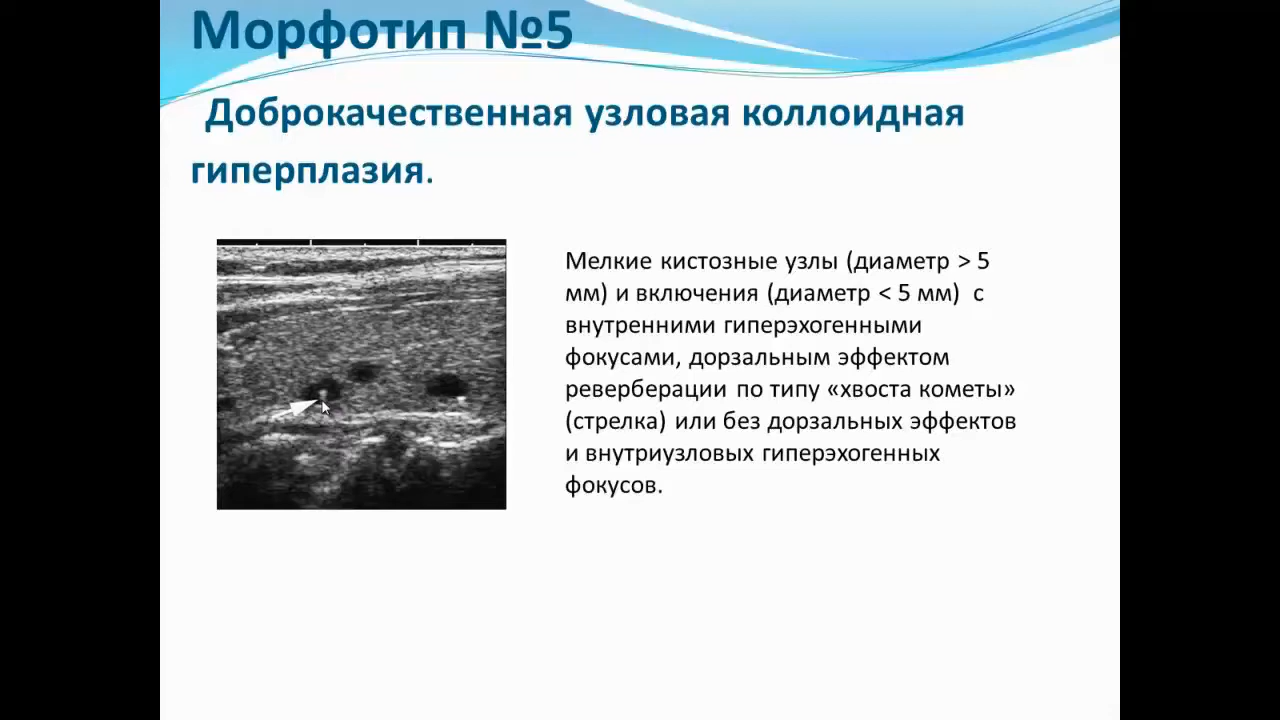 Морфотип №5
Доброкачественная узловая коллоидная
гиперплазия.
Мелкие кистозные узлы (диаметр > 5
мм) и включения (диаметр < 5 мм) с
внутренними гиперэхогенными
фокусами, дорзальным эффектом
реверберации по типу «хвоста кометы»
(стрелка) или без дорзальных эффектов
и внутриузловых гиперэхогенных
фокусов.